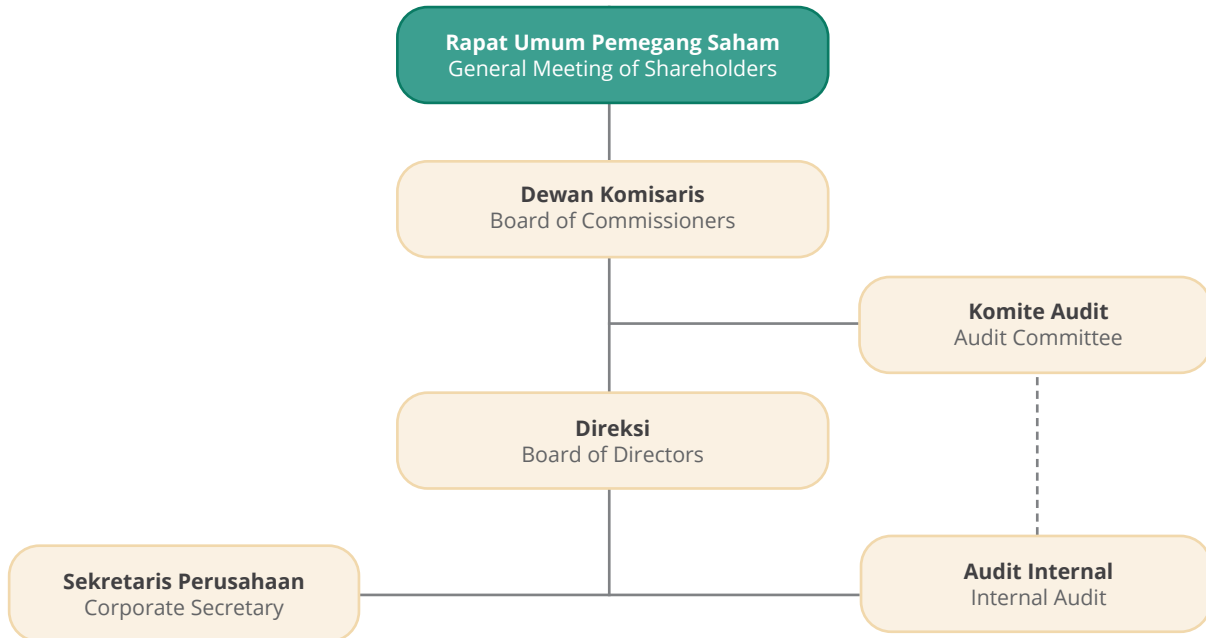 Rapat Umum Pemegang Saham
General Meeting of Shareholders
Dewan Komisaris
Board of Commissioners
Komite Audit
Audit Committee
Direksi
Board of Directors
Sekretaris Perusahaan
Corporate Secretary
Audit Internal
Internal Audit